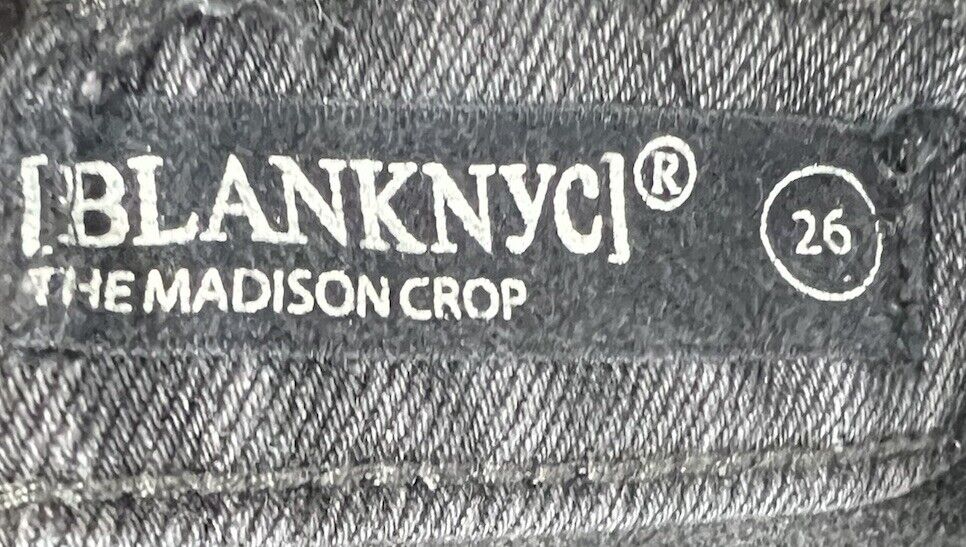 [BLANKNYC]® 26
THE MADISON CROP